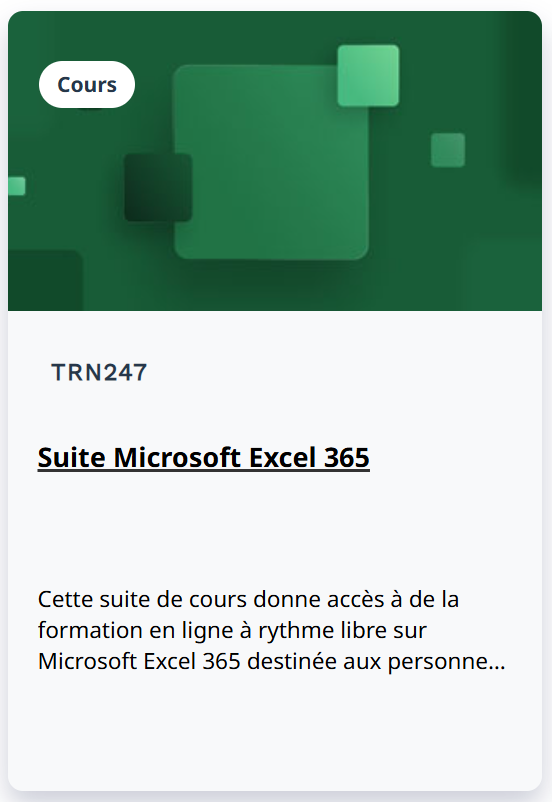 Cours
TRN247
Suite Microsoft Excel 365
Cette suite de cours donne accès à de la
formation en ligne à rythme libre sur
Microsoft Excel 365 destinée aux personne...